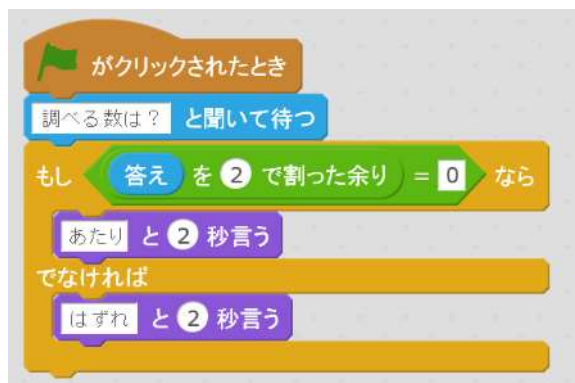 がクリックされたとき
調べる数は？ と聞いて待つ
もし 答え を 2 で割った余り = 0 なら
あたり と 2 秒言う
でなければ
はずれ と 2 秒言う